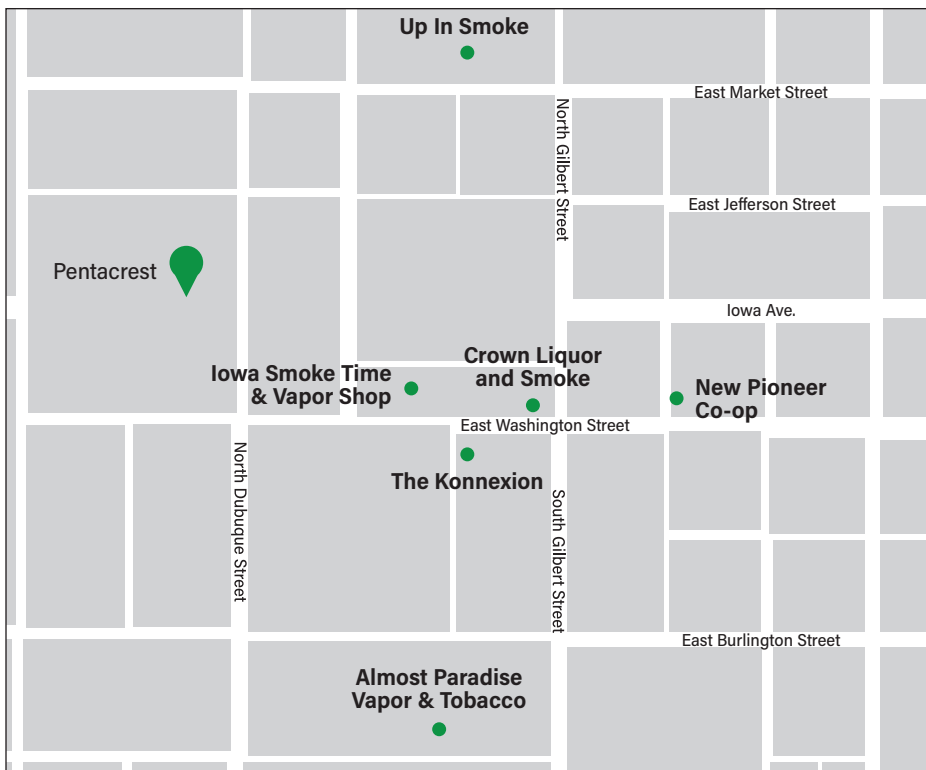 Up In Smoke
East Market Street
North Gilbert Street
East Jefferson Street
Pentacrest
Iowa Ave.
Iowa Smoke Time
& Vapor Shop
Crown Liquor
and Smoke
New Pioneer
Co-op
East Washington Street
The Konnexion
North Dubuque Street
South Gilbert Street
East Burlington Street
Almost Paradise
Vapor & Tobacco